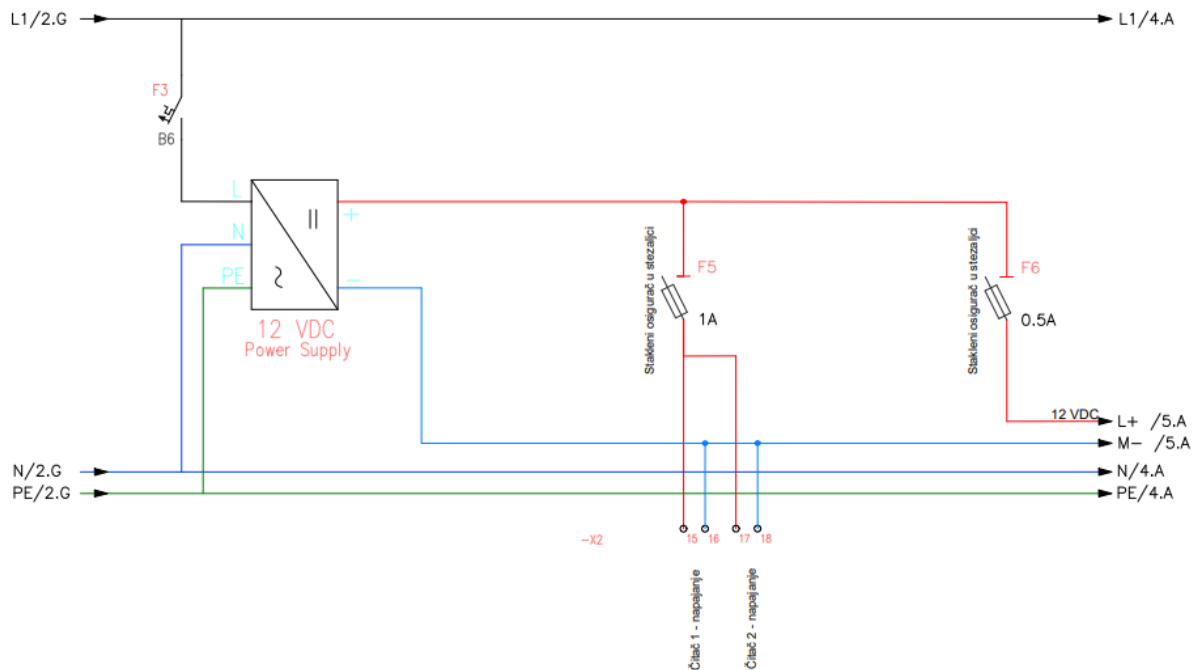 L1/2.G
L1/4.A
F3
B6
L
N
PE
+
−
12 VDC
Power Supply
Stakleni osigurač u stezaljci
F5
1A
Stakleni osigurač u stezaljci
F6
0.5A
12 VDC
L+ /5.A
M− /5.A
N/2.G
N/4.A
PE/2.G
PE/4.A
-X2
15
16
17
18
Čitač 1 - napajanje
Čitač 2 - napajanje